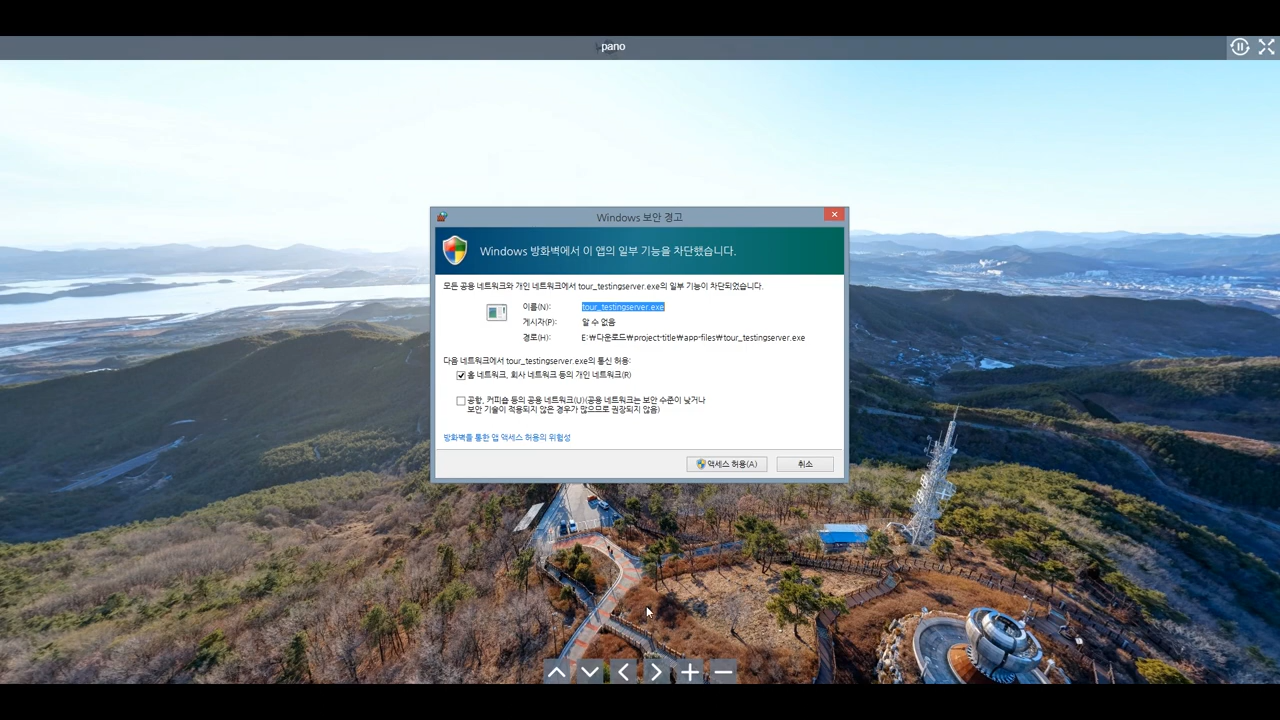 pano
Windows 보안 경고
Windows 방화벽에서 이 앱의 일부 기능을 차단했습니다.
모든 공용 네트워크와 개인 네트워크에서 tour_testingserver.exe의 일부 기능이 차단되었습니다.
이름(N): tour_testingserver.exe
게시자(P): 알 수 없음
경로(H): E:₩다운로드₩project-title₩app-files₩tour_testingserver.exe
다음 네트워크에서 tour_testingserver.exe의 통신 허용:
홈 네트워크, 회사 네트워크 등의 개인 네트워크(R)
공항, 커피숍 등의 공용 네트워크(U)(공용 네트워크는 보안 수준이 낮거나
보안 기술이 적용되지 않은 경우가 많으므로 권장되지 않음)
방화벽을 통한 앱 액세스 허용의 위험성
액세스 허용(A) 취소